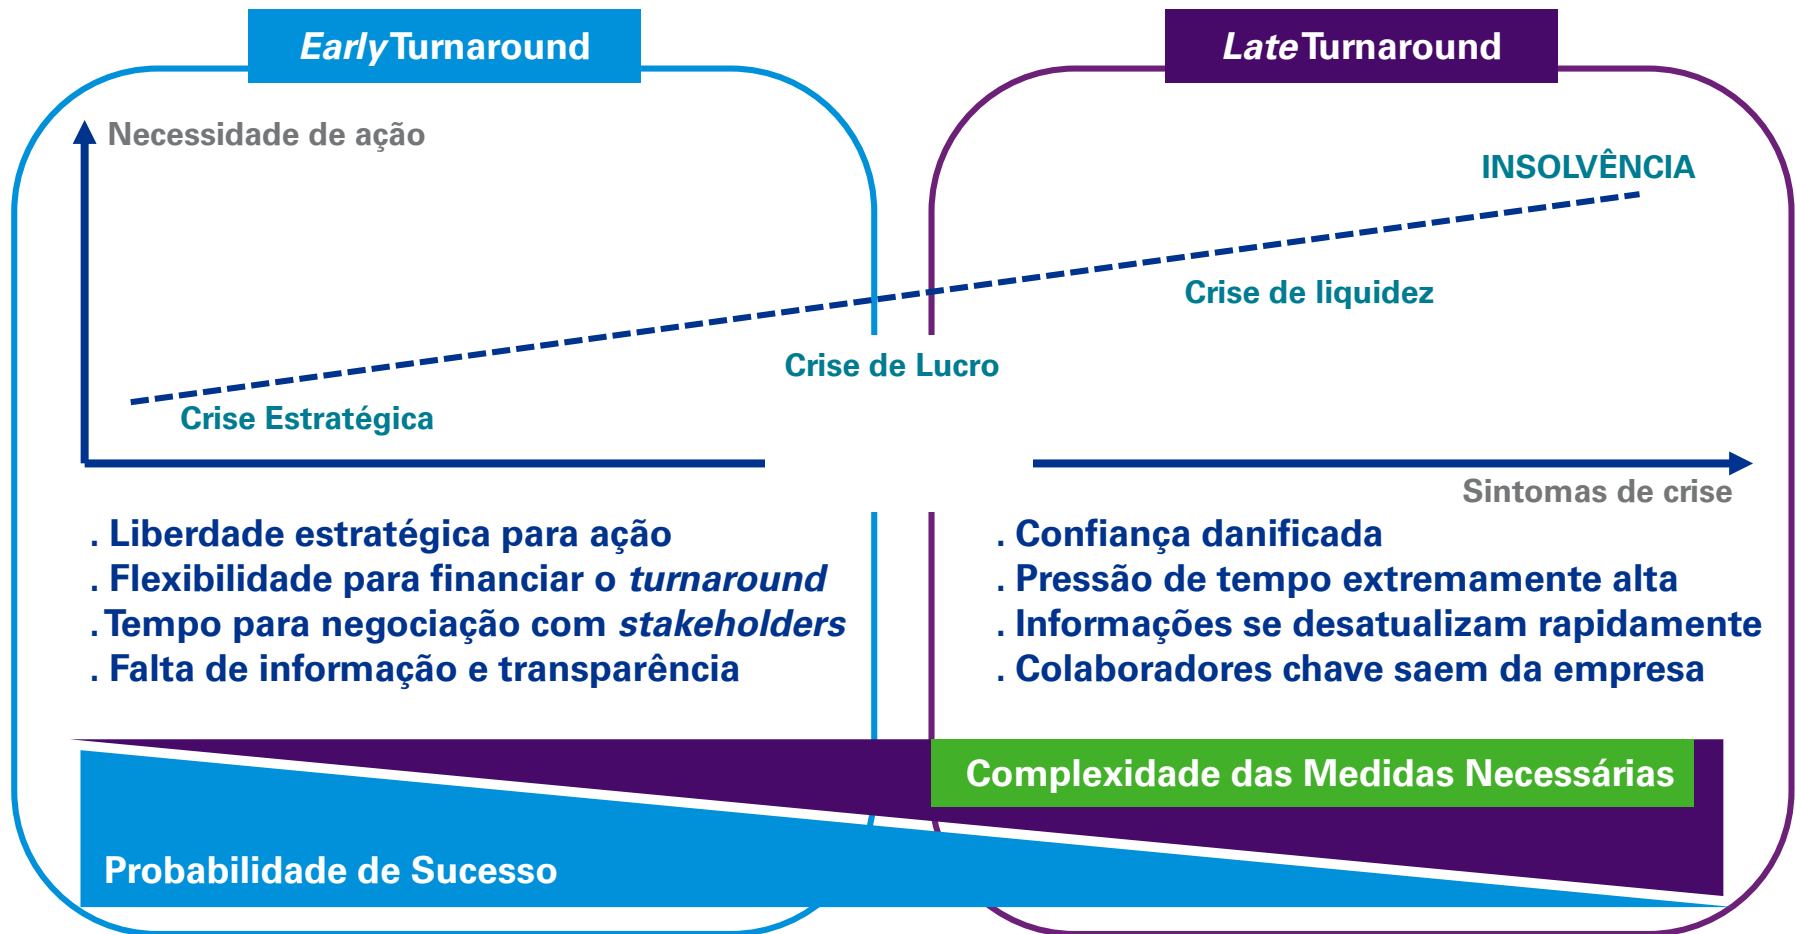 Early Turnaround
Late Turnaround
Necessidade de ação
INSOLVÊNCIA
Crise de liquidez
Crise de Lucro
Crise Estratégica
Sintomas de crise
. Liberdade estratégica para ação
. Flexibilidade para financiar o turnaround
. Tempo para negociação com stakeholders
. Falta de informação e transparência
. Confiança danificada
. Pressão de tempo extremamente alta
. Informações se desatualizam rapidamente
. Colaboradores chave saem da empresa
Complexidade das Medidas Necessárias
Probabilidade de Sucesso